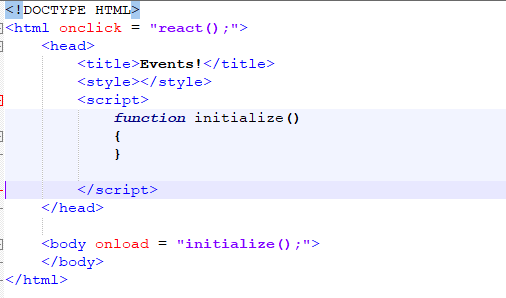 <!DOCTYPE HTML>
<html onclick = "react();">
<head>
<title>Events!</title>
<style></style>
<script>
function initialize()
{
}
</script>
</head>
<body onload = "initialize();">
</body>
</html>